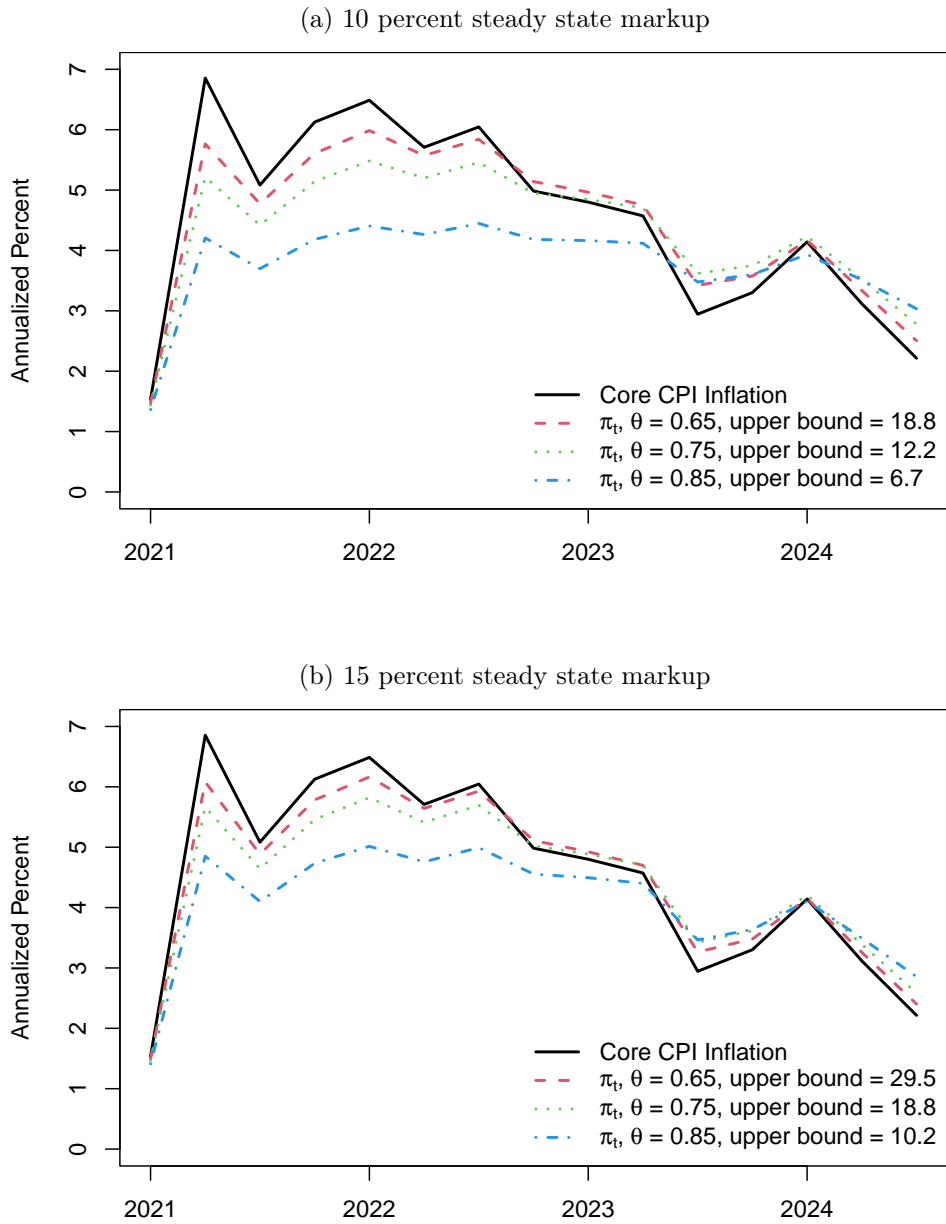 (a) 10 percent steady state markup
Annualized Percent
7
6
5
4
3
2
1
0
Core CPI Inflation
πt, θ = 0.65, upper bound = 18.8
πt, θ = 0.75, upper bound = 12.2
πt, θ = 0.85, upper bound = 6.7
2021 2022 2023 2024
(b) 15 percent steady state markup
Annualized Percent
7
6
5
4
3
2
1
0
Core CPI Inflation
πt, θ = 0.65, upper bound = 29.5
πt, θ = 0.75, upper bound = 18.8
πt, θ = 0.85, upper bound = 10.2
2021 2022 2023 2024